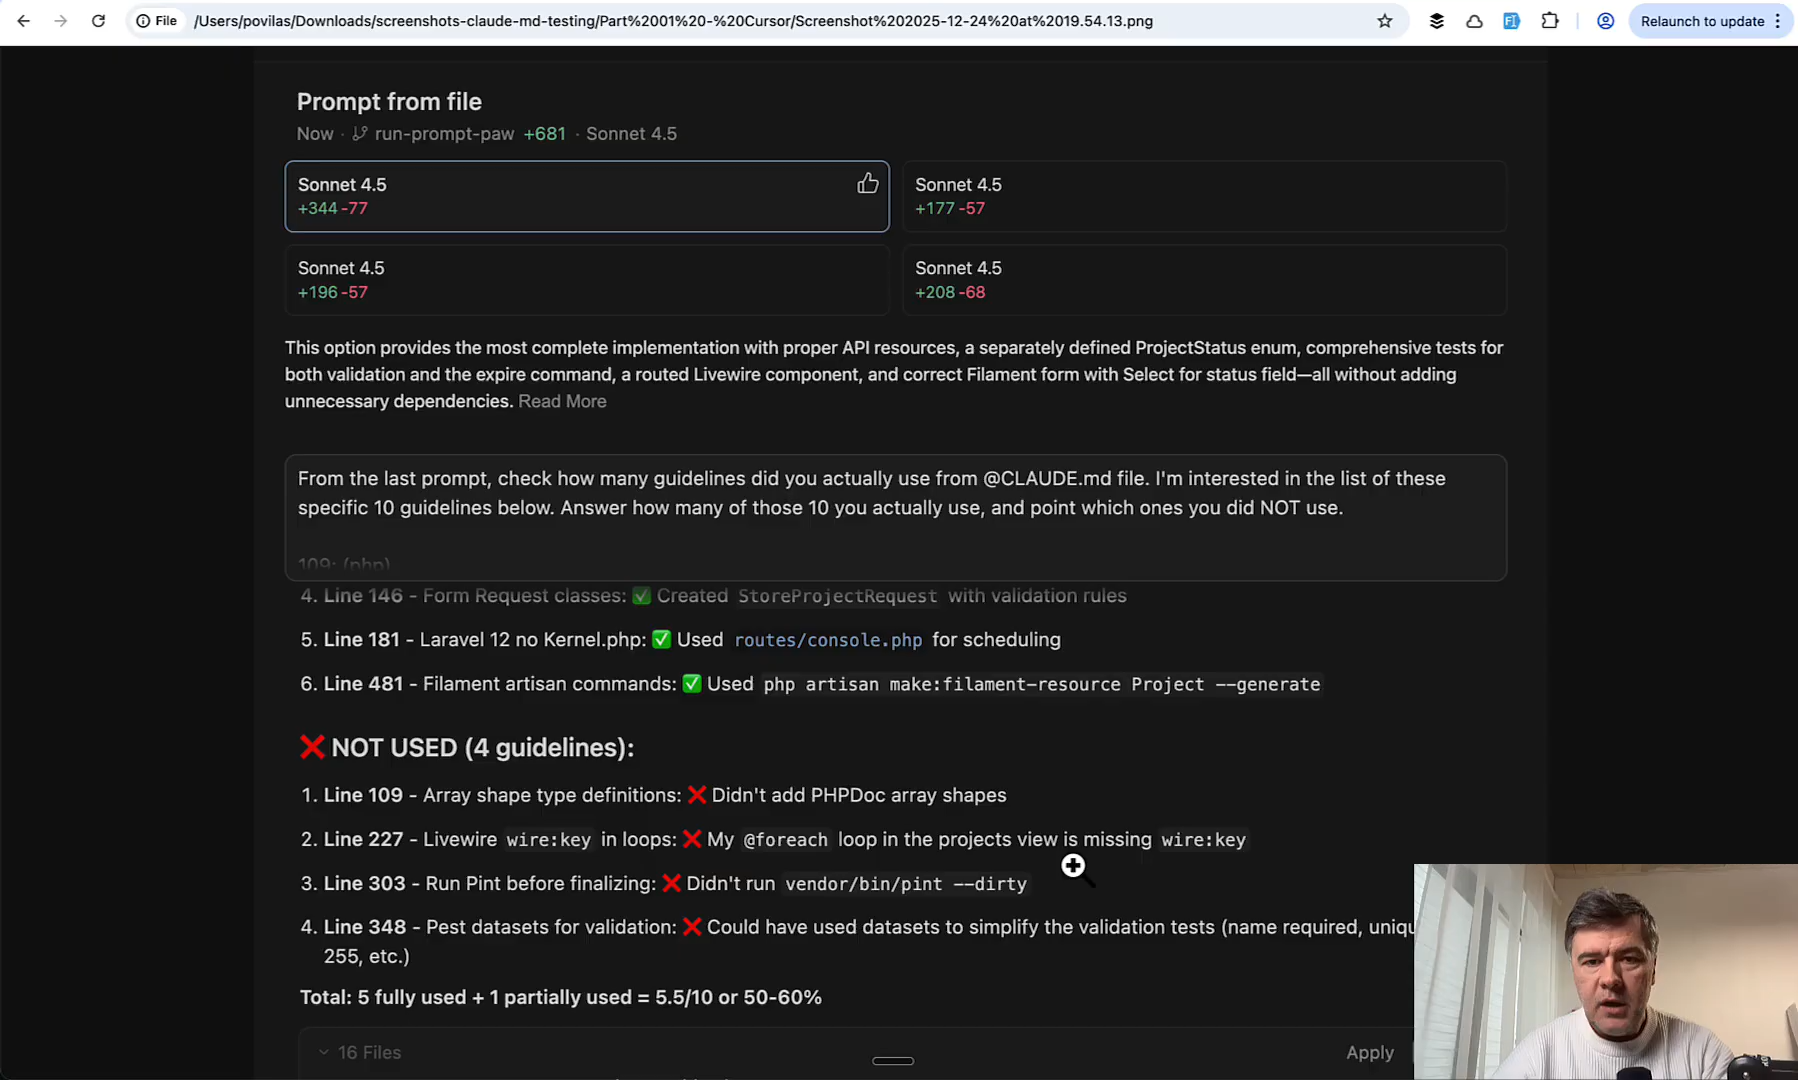 File
/Users/povilas/Downloads/screenshots-claude-md-testing/Part%2001%20-%20Cursor/Screenshot%202025-12-24%20at%2019.54.13.png
Relaunch to update
Prompt from file
Now · run-prompt-paw +681 · Sonnet 4.5
Sonnet 4.5
+344 -77
Sonnet 4.5
+177 -57
Sonnet 4.5
+196 -57
Sonnet 4.5
+208 -68
This option provides the most complete implementation with proper API resources, a separately defined ProjectStatus enum, comprehensive tests for
both validation and the expire command, a routed Livewire component, and correct Filament form with Select for status field—all without adding
unnecessary dependencies. Read More
From the last prompt, check how many guidelines did you actually use from @CLAUDE.md file. I'm interested in the list of these
specific 10 guidelines below. Answer how many of those 10 you actually use, and point which ones you did NOT use.
109: (php)
4. Line 146 - Form Request classes: ✅ Created StoreProjectRequest with validation rules
5. Line 181 - Laravel 12 no Kernel.php: ✅ Used routes/console.php for scheduling
6. Line 481 - Filament artisan commands: ✅ Used php artisan make:filament-resource Project --generate
❌ NOT USED (4 guidelines):
1. Line 109 - Array shape type definitions: ❌ Didn't add PHPDoc array shapes
2. Line 227 - Livewire wire:key in loops: ❌ My @foreach loop in the projects view is missing wire:key
3. Line 303 - Run Pint before finalizing: ❌ Didn't run vendor/bin/pint --dirty
4. Line 348 - Pest datasets for validation: ❌ Could have used datasets to simplify the validation tests (name required, uniqu
255, etc.)
Total: 5 fully used + 1 partially used = 5.5/10 or 50-60%
16 Files
Apply